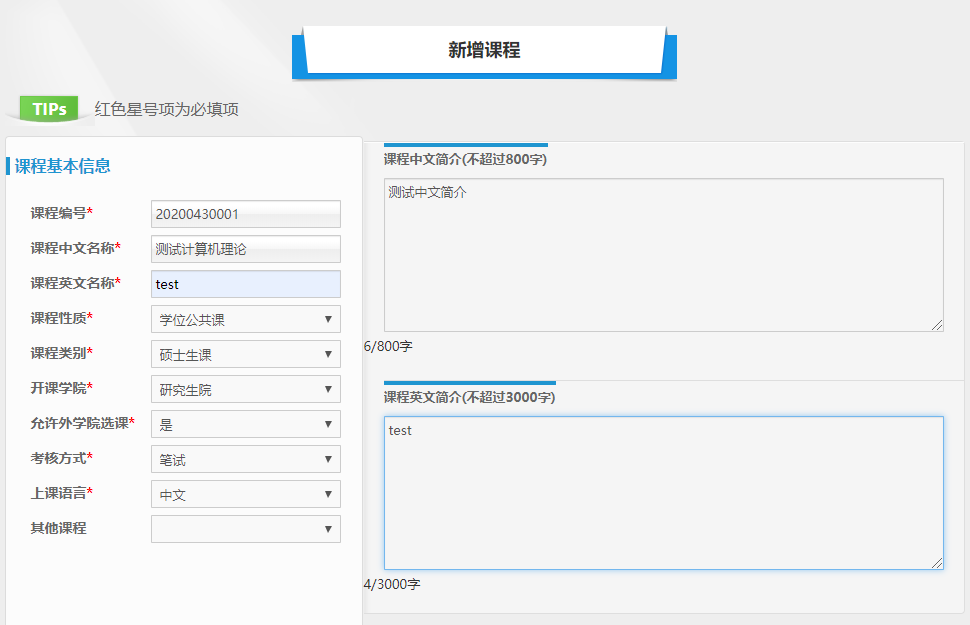 新增课程
TIPs 红色星号项为必填项
课程基本信息
课程编号* 20200430001
课程中文名称* 测试计算机理论
课程英文名称* test
课程性质* 学位公共课
课程类别* 硕士生课
开课学院* 研究生院
允许外学院选课* 是
考核方式* 笔试
上课语言* 中文
其他课程
课程中文简介(不超过800字)
测试中文简介
6/800字
课程英文简介(不超过3000字)
test
4/3000字